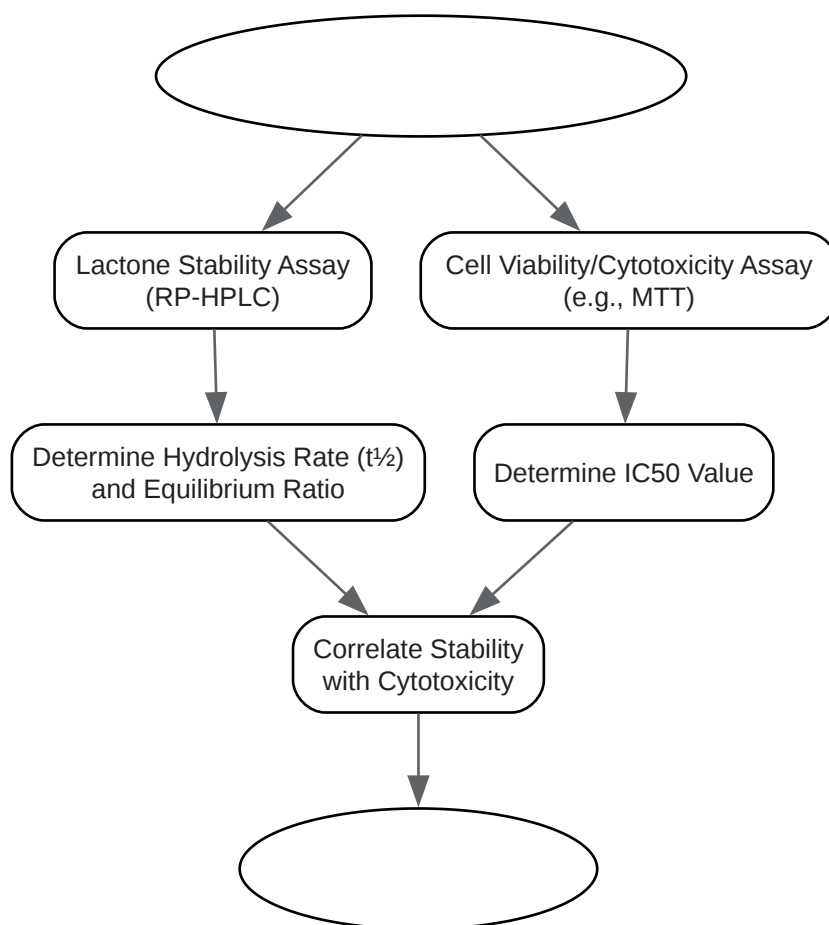 Lactone Stability Assay
(RP-HPLC)
Cell Viability/Cytotoxicity Assay
(e.g., MTT)
Determine Hydrolysis Rate (t½)
and Equilibrium Ratio
Determine IC50 Value
Correlate Stability
with Cytotoxicity